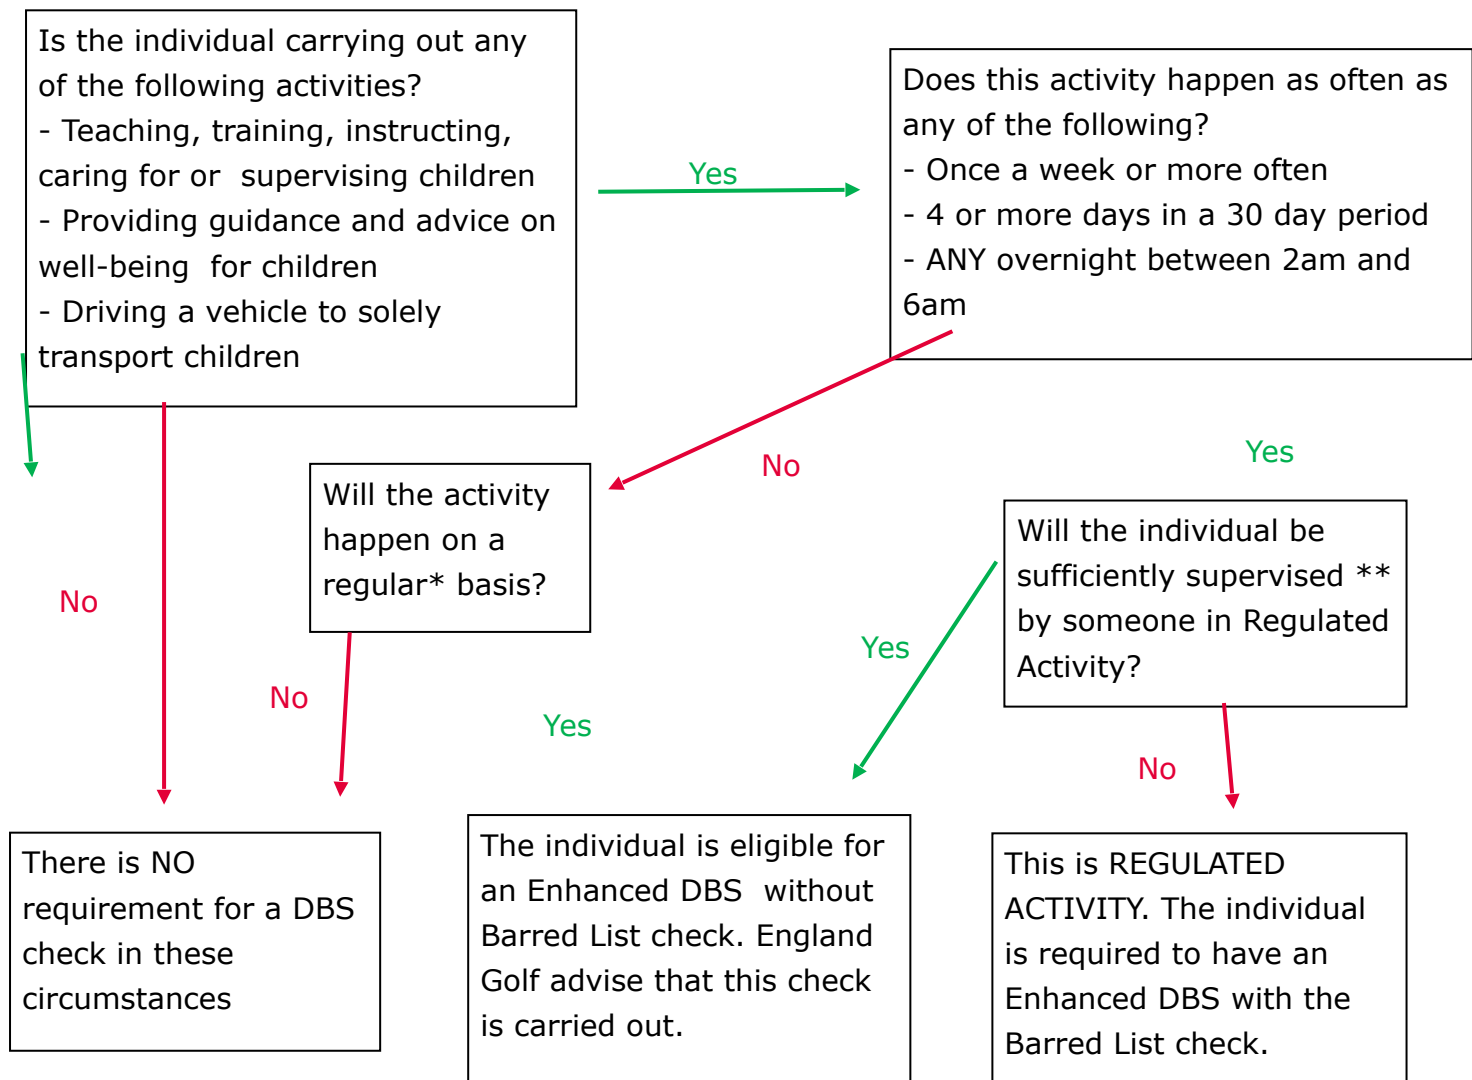 Is the individual carrying out any
of the following activities?
- Teaching, training, instructing,
caring for or  supervising children
- Providing guidance and advice on
well-being  for children
- Driving a vehicle to solely
transport children
Yes
Does this activity happen as often as
any of the following?
- Once a week or more often
- 4 or more days in a 30 day period
- ANY overnight between 2am and
6am
No
Yes
Will the activity
happen on a
regular* basis?
Will the individual be
sufficiently supervised **
by someone in Regulated
Activity?
No
No
Yes
Yes
No
There is NO
requirement for a DBS
check in these
circumstances
The individual is eligible for
an Enhanced DBS  without
Barred List check. England
Golf advise that this check
is carried out.
This is REGULATED
ACTIVITY. The individual
is required to have an
Enhanced DBS with the
Barred List check.